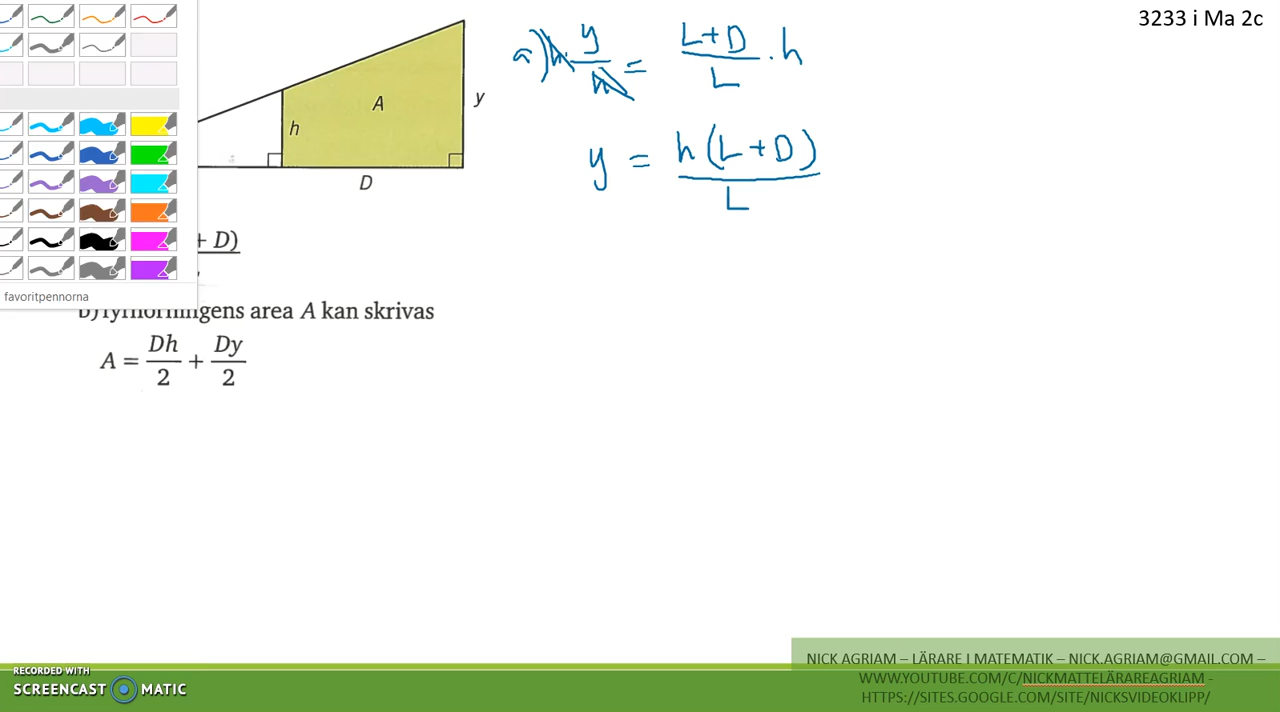 3233 i Ma 2c
a) h · y / h = L+D / L · h
A
y
h
D
y = h(L+D) / L
+ D)
favoritpennorna
area A kan skrivas
A = Dh / 2 + Dy / 2
NICK AGRIAM – LÄRARE I MATEMATIK – NICK.AGRIAM@GMAIL.COM –
WWW.YOUTUBE.COM/C/NICKMATTELÄRAREAGRIAM -
HTTPS://SITES.GOOGLE.COM/SITE/NICKSVIDEOKLIPP/
RECORDED WITH
SCREENCAST MATIC